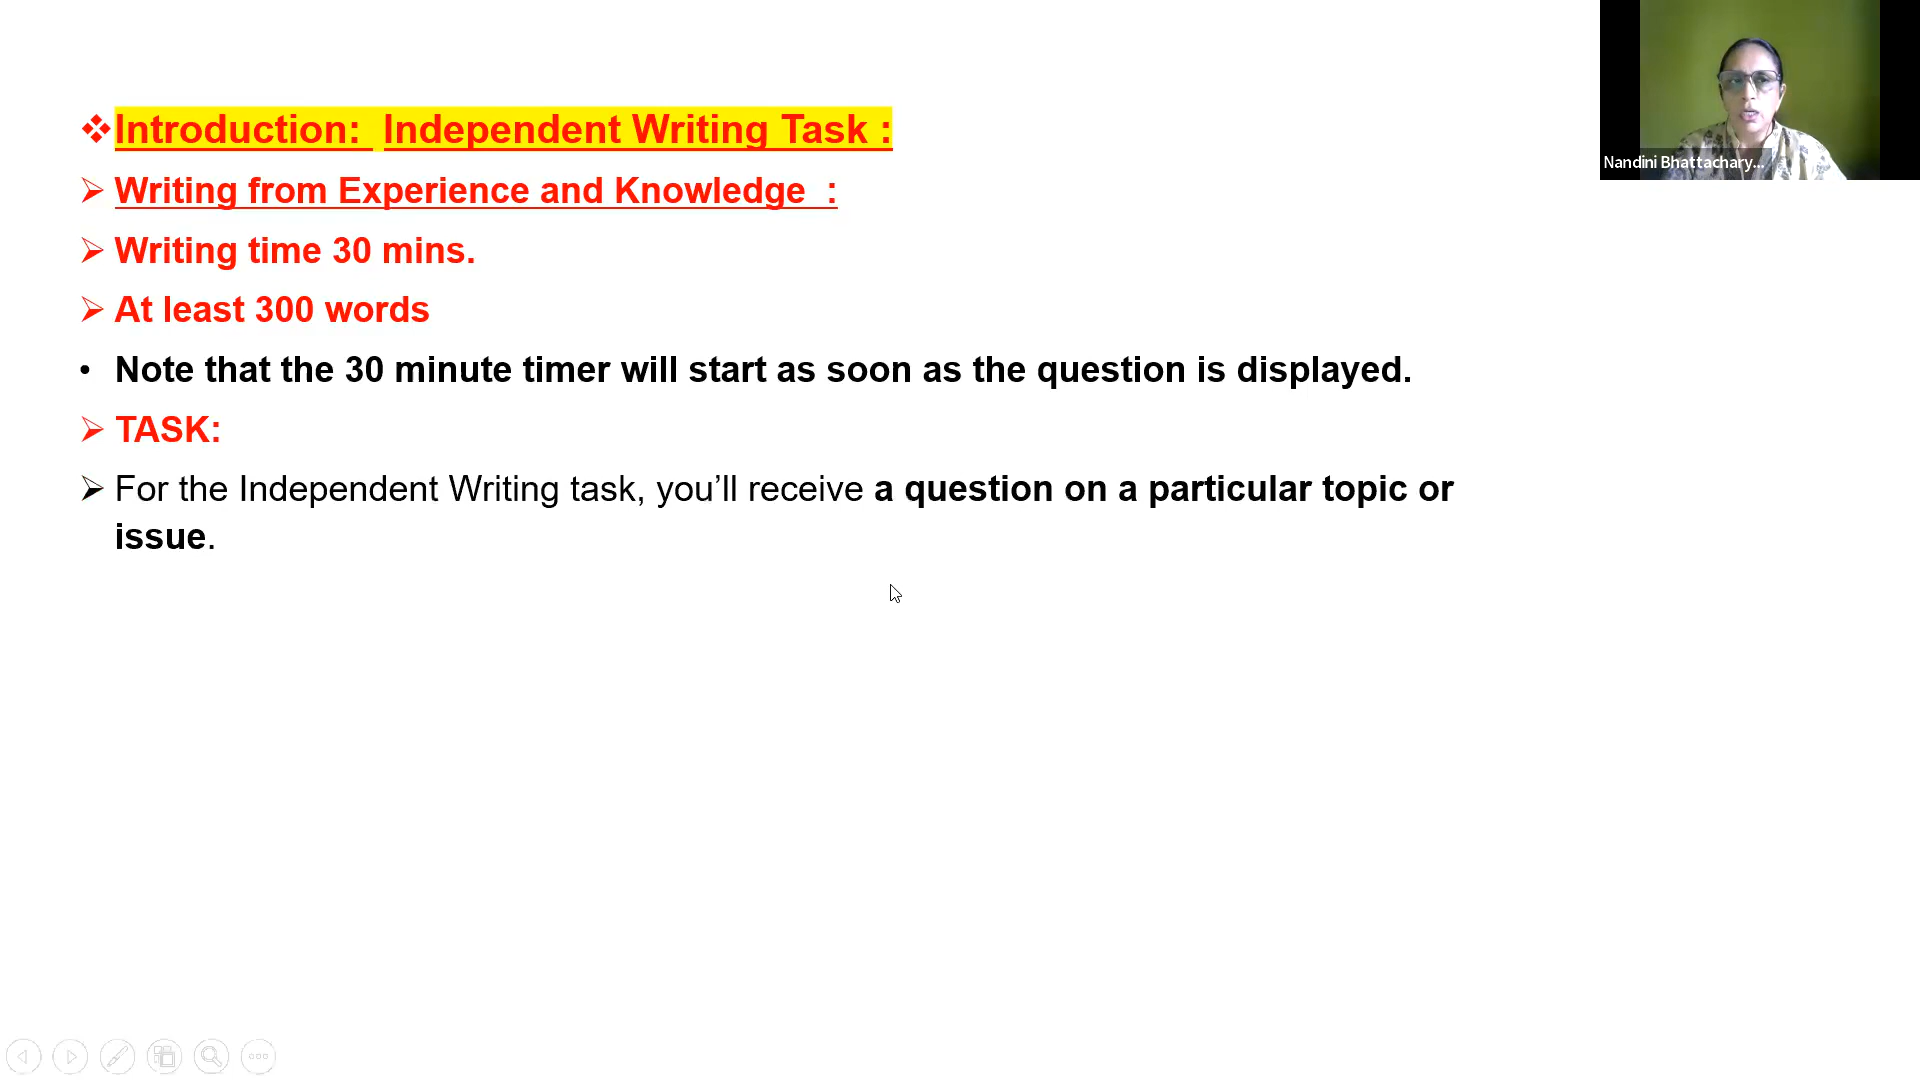 ❖Introduction:  Independent Writing Task :
➢ Writing from Experience and Knowledge  :
➢ Writing time 30 mins.
➢ At least 300 words
• Note that the 30 minute timer will start as soon as the question is displayed.
➢ TASK:
➢ For the Independent Writing task, you’ll receive a question on a particular topic or
issue.
Nandini Bhattachary...